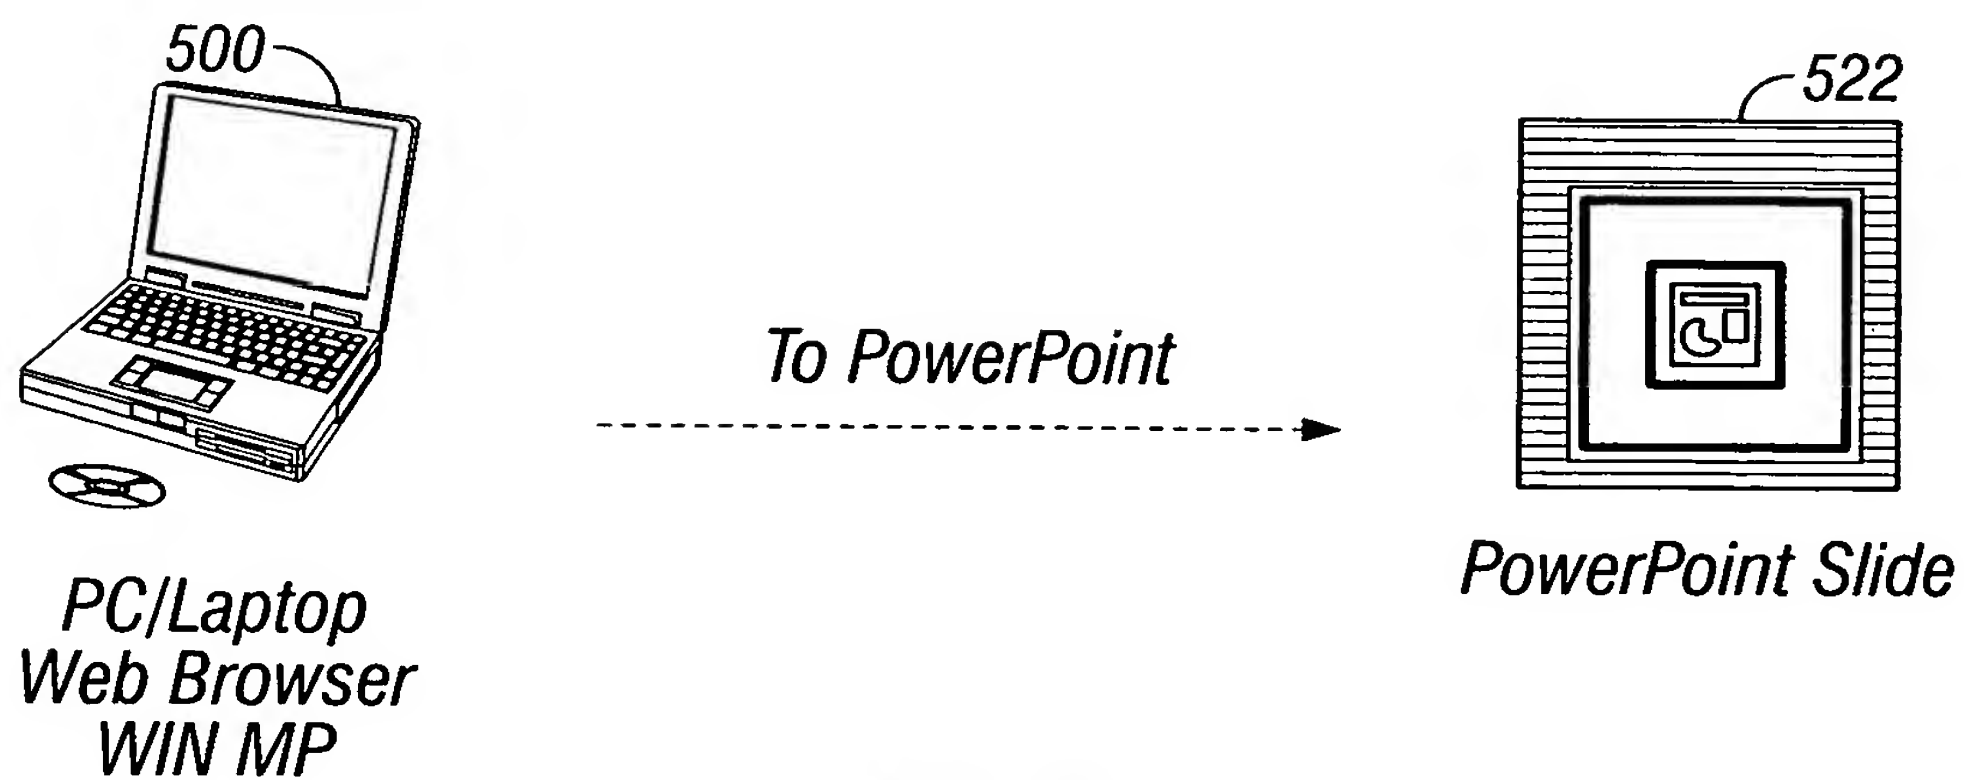 500
522
To PowerPoint
PowerPoint Slide
PC/Laptop
Web Browser
WIN MP